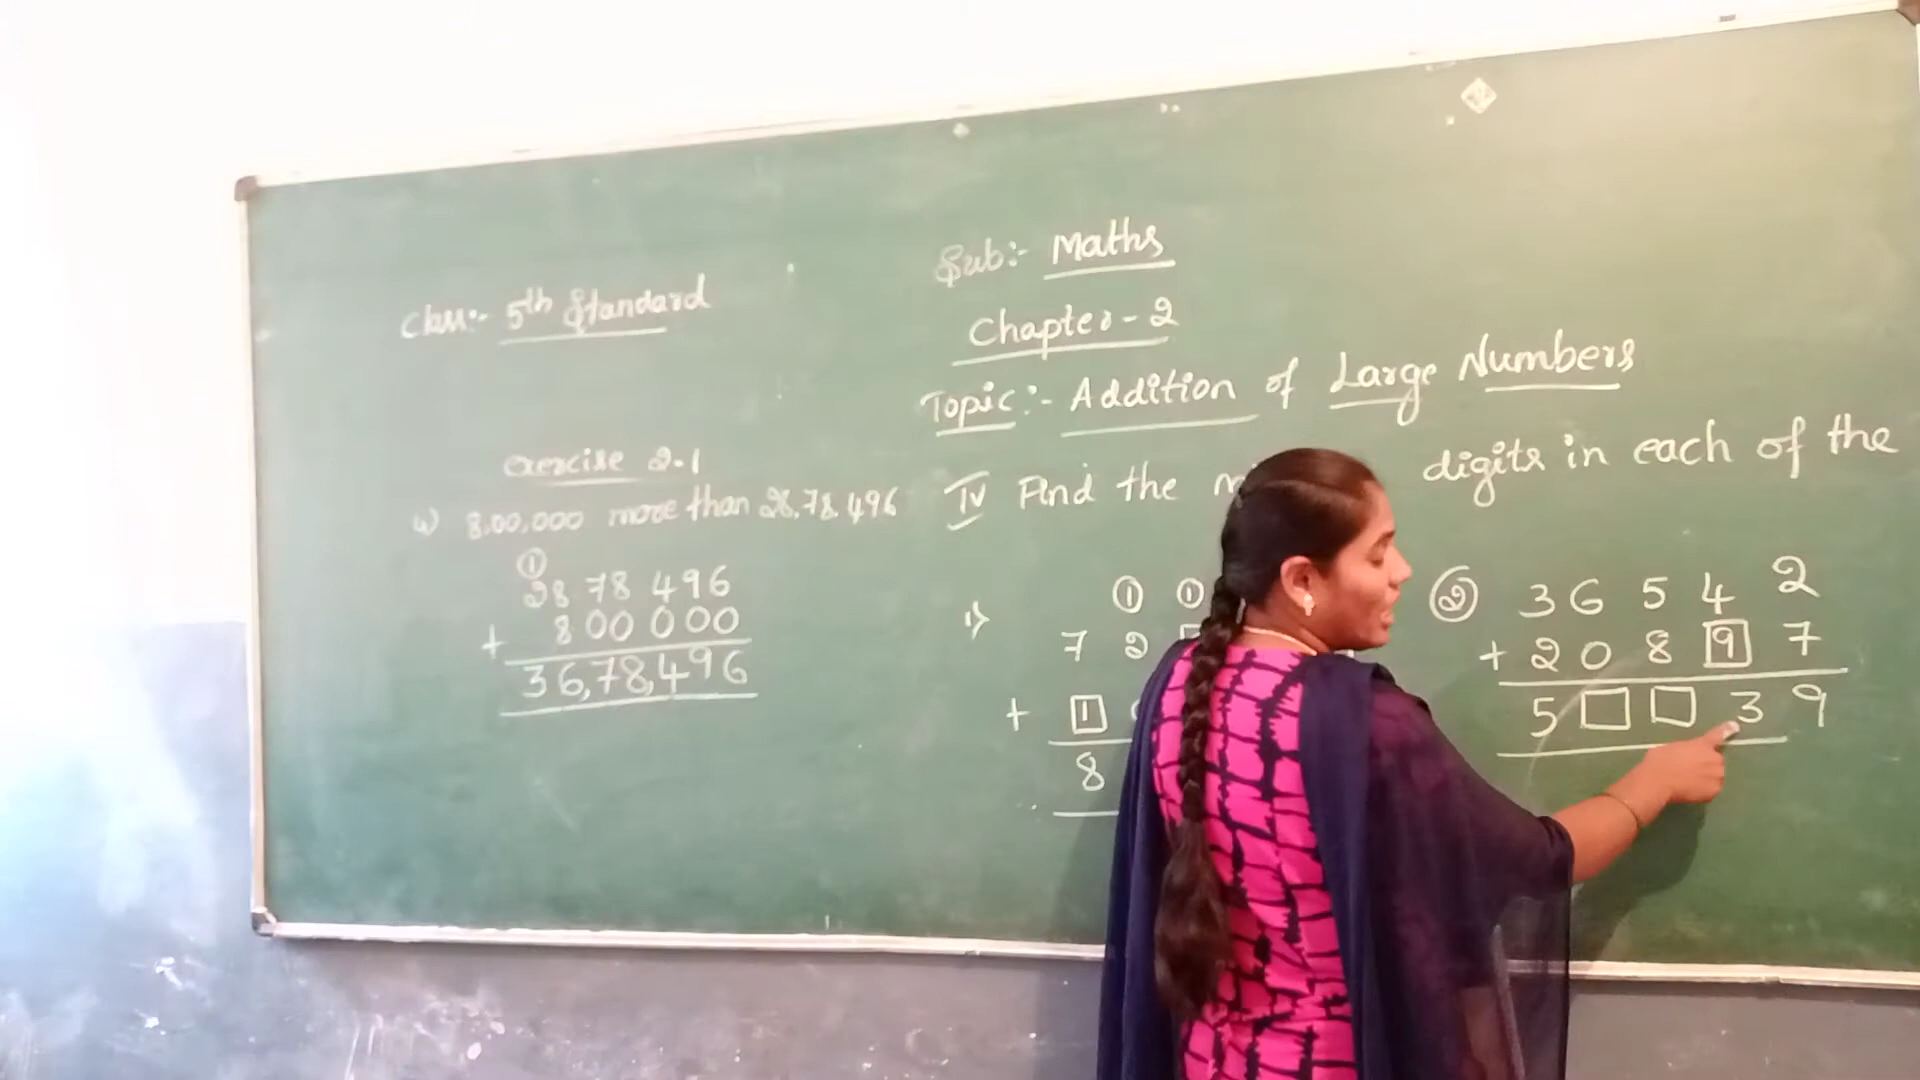 Sub:- Maths
Class:- 5th Standard
Chapter-2
Topic:- Addition of Large Numbers
Exercise 2.1
IV Find the digits in each of the
4) 8,00,000 more than 28,78,496
1
28 78 496
+ 8 00 000
36,78,496
1) 1 1
7 2
+ 1
8
2 3 6 5 4 2
+ 2 0 8 9 7
5 □ □ 3 9